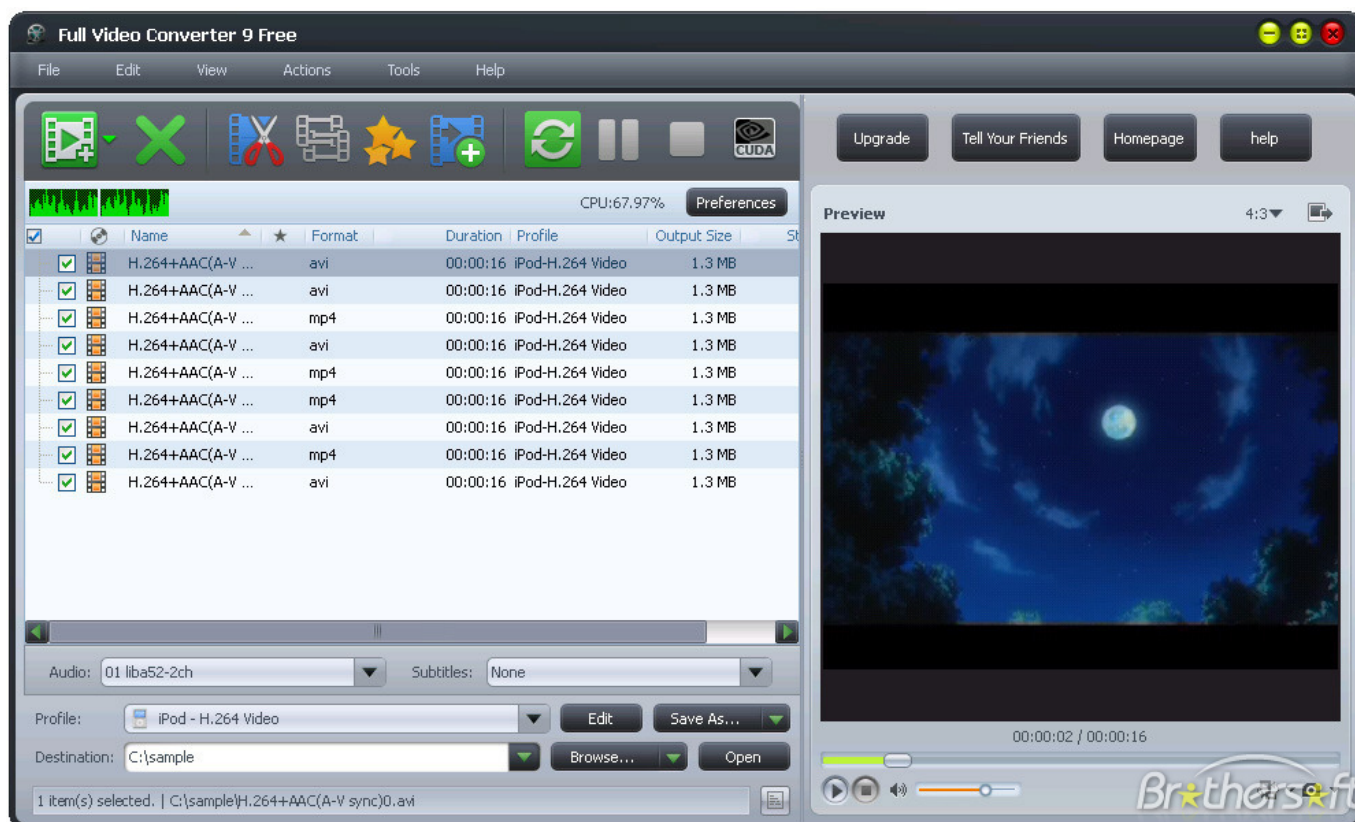 Full Video Converter 9 Free
File Edit View Actions Tools Help
CUDA
Upgrade Tell Your Friends Homepage help
CPU:67.97% Preferences
Preview 4:3
Name Format Duration Profile Output Size St
H.264+AAC(A-V ... avi 00:00:16 iPod-H.264 Video 1.3 MB
H.264+AAC(A-V ... avi 00:00:16 iPod-H.264 Video 1.3 MB
H.264+AAC(A-V ... mp4 00:00:16 iPod-H.264 Video 1.3 MB
H.264+AAC(A-V ... avi 00:00:16 iPod-H.264 Video 1.3 MB
H.264+AAC(A-V ... mp4 00:00:16 iPod-H.264 Video 1.3 MB
H.264+AAC(A-V ... mp4 00:00:16 iPod-H.264 Video 1.3 MB
H.264+AAC(A-V ... avi 00:00:16 iPod-H.264 Video 1.3 MB
H.264+AAC(A-V ... mp4 00:00:16 iPod-H.264 Video 1.3 MB
H.264+AAC(A-V ... avi 00:00:16 iPod-H.264 Video 1.3 MB
Audio: 01 liba52-2ch Subtitles: None
Profile: iPod - H.264 Video Edit Save As...
Destination: C:\sample Browse... Open
1 item(s) selected. | C:\sample\H.264+AAC(A-V sync)0.avi
00:00:02 / 00:00:16
Brothersoft